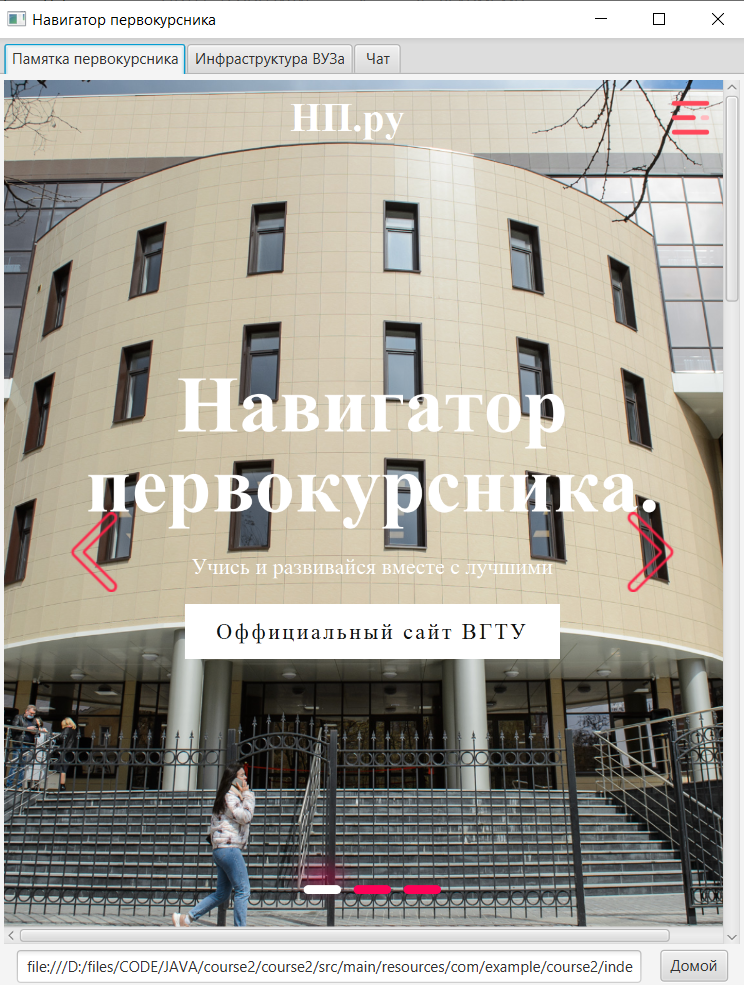 Навигатор первокурсника
Памятка первокурсника
Инфраструктура ВУЗа
Чат
НП.ру
Навигатор
первокурсника.
Учись и развивайся вместе с лучшими
Оффициальный сайт ВГТУ
file:///D:/files/CODE/JAVA/course2/course2/src/main/resources/com/example/course2/inde
Домой